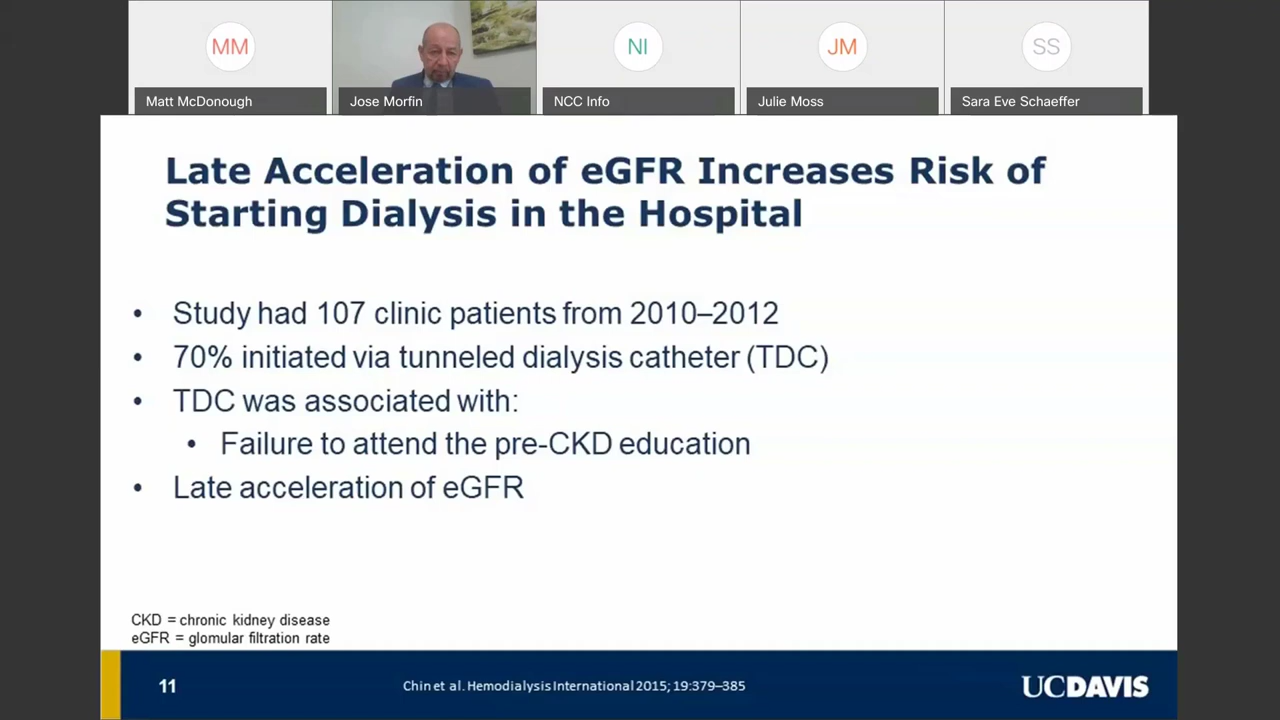 MM
NI
JM
SS
Matt McDonough
Jose Morfin
NCC Info
Julie Moss
Sara Eve Schaeffer
Late Acceleration of eGFR Increases Risk of
Starting Dialysis in the Hospital
• Study had 107 clinic patients from 2010–2012
• 70% initiated via tunneled dialysis catheter (TDC)
• TDC was associated with:
• Failure to attend the pre-CKD education
• Late acceleration of eGFR
CKD = chronic kidney disease
eGFR = glomular filtration rate
11
Chin et al. Hemodialysis International 2015; 19:379–385
UCDAVIS